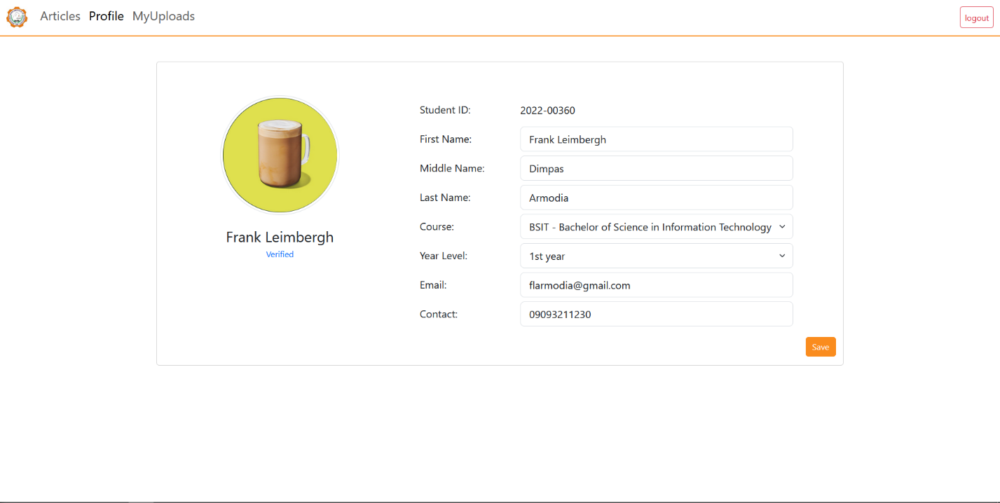 Articles Profile MyUploads logout
Student ID: 2022-00360
First Name: Frank Leimbergh
Middle Name: Dimpas
Last Name: Armodia
Course: BSIT - Bachelor of Science in Information Technology
Year Level: 1st year
Email: flarmodia@gmail.com
Contact: 09093211230
Frank Leimbergh
Verified
Save